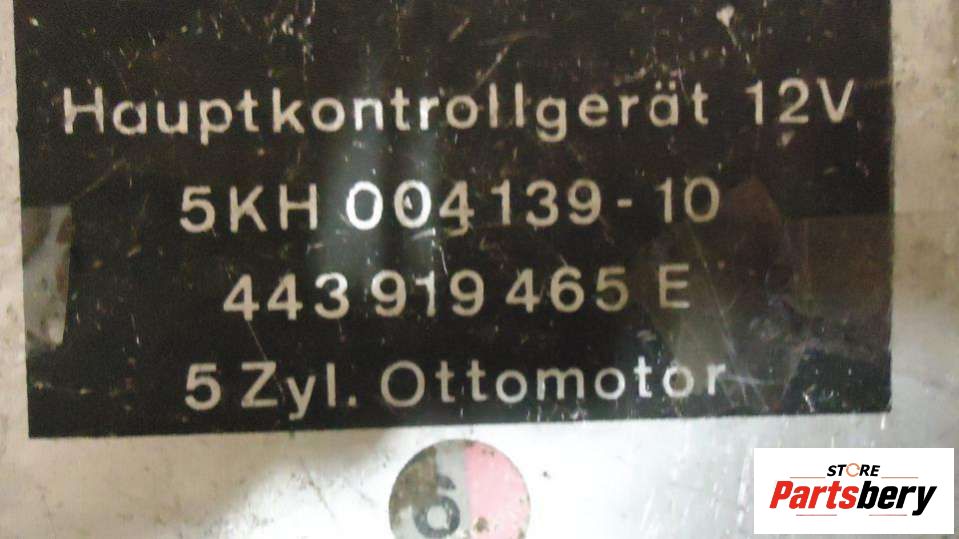 Hauptkontrollgerät 12V
5KH 004139-10
443 919 465 E
5 Zyl. Ottomotor
STORE
Partsbery